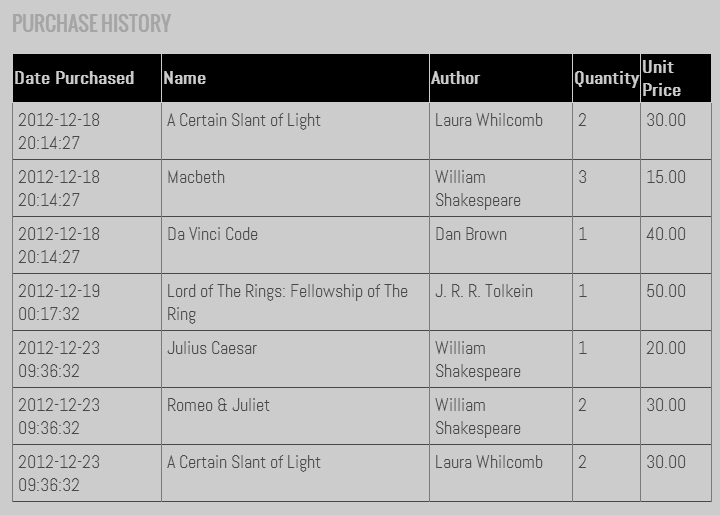 PURCHASE HISTORY
Date Purchased Name Author Quantity Unit Price
2012-12-18 20:14:27 A Certain Slant of Light Laura Whilcomb 2 30.00
2012-12-18 20:14:27 Macbeth William Shakespeare 3 15.00
2012-12-18 20:14:27 Da Vinci Code Dan Brown 1 40.00
2012-12-19 00:17:32 Lord of The Rings: Fellowship of The Ring J. R. R. Tolkein 1 50.00
2012-12-23 09:36:32 Julius Caesar William Shakespeare 1 20.00
2012-12-23 09:36:32 Romeo & Juliet William Shakespeare 2 30.00
2012-12-23 09:36:32 A Certain Slant of Light Laura Whilcomb 2 30.00